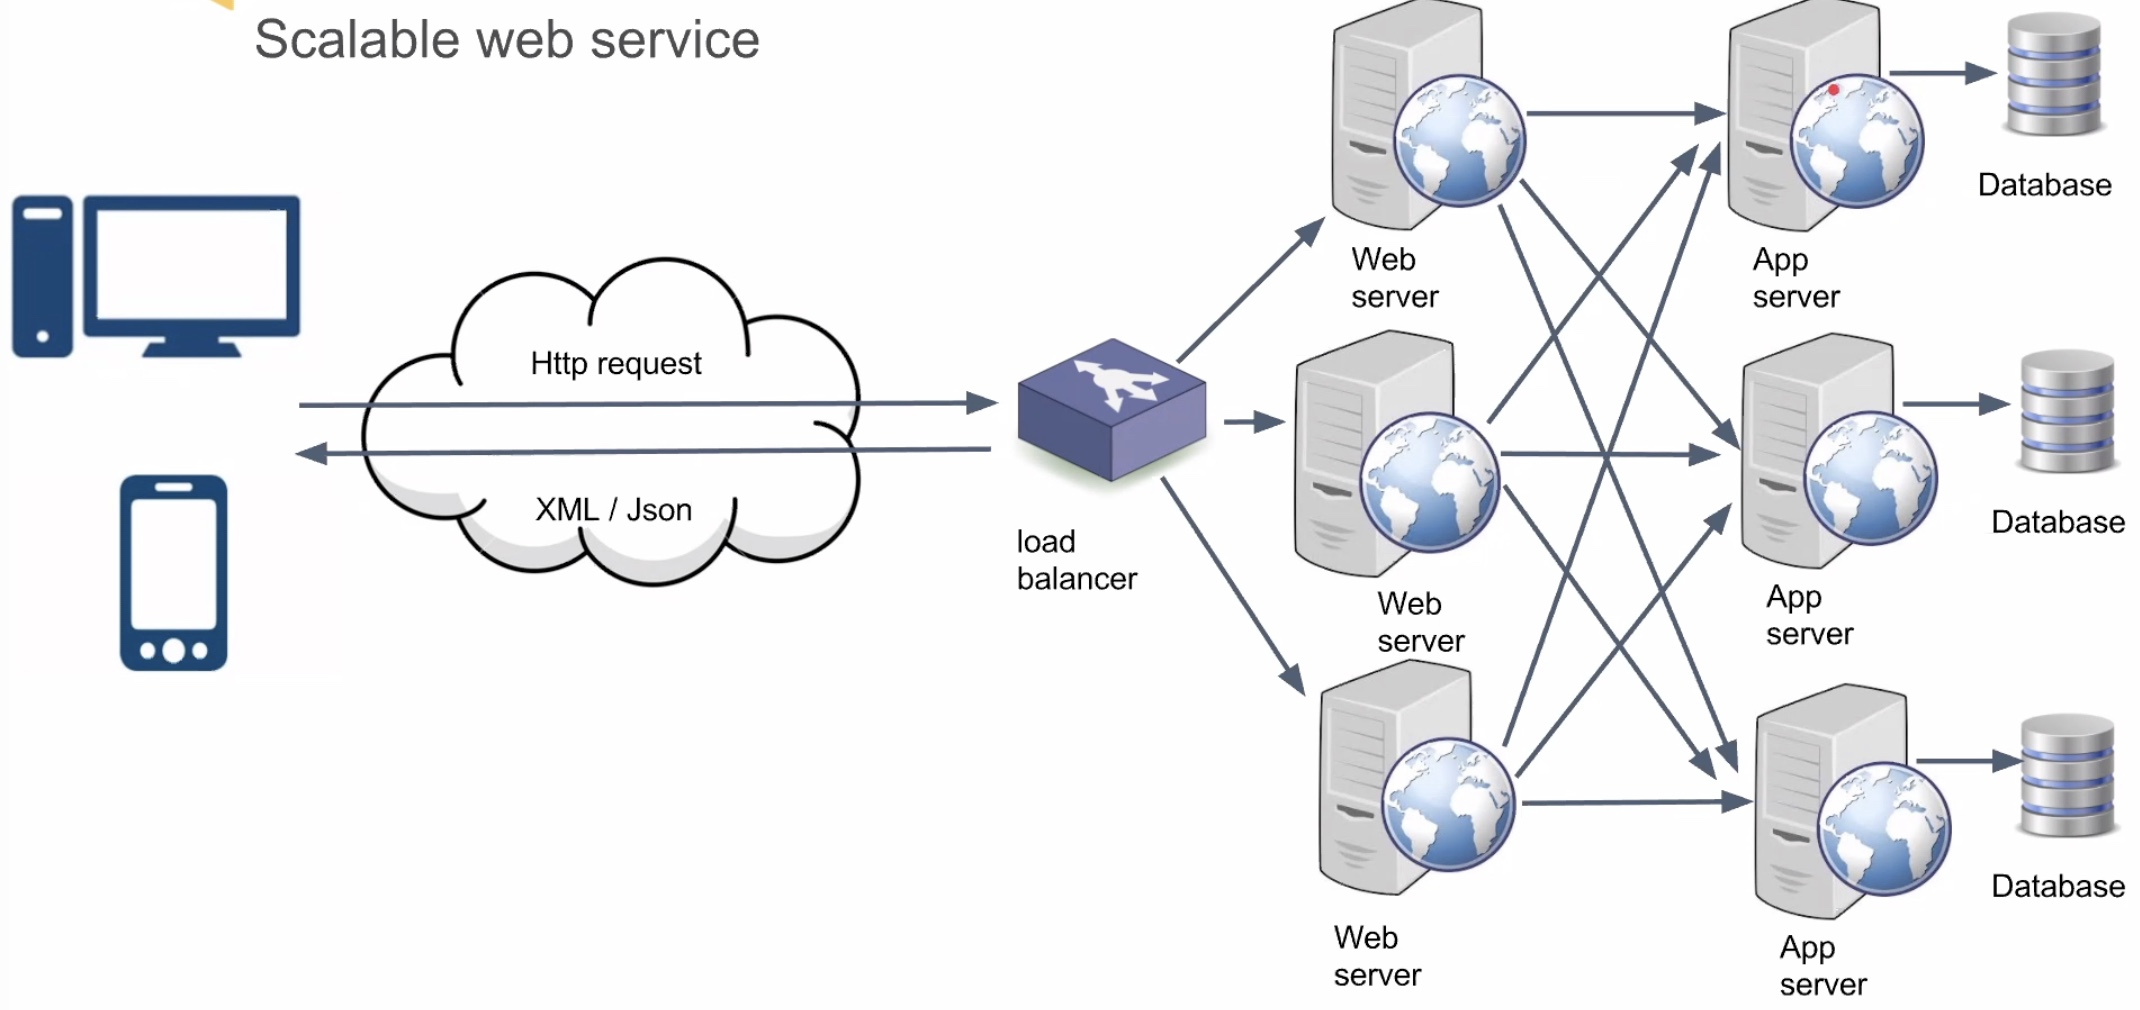 Scalable web service
Http request
XML / Json
load
balancer
Web
server
Web
server
Web
server
App
server
App
server
App
server
Database
Database
Database